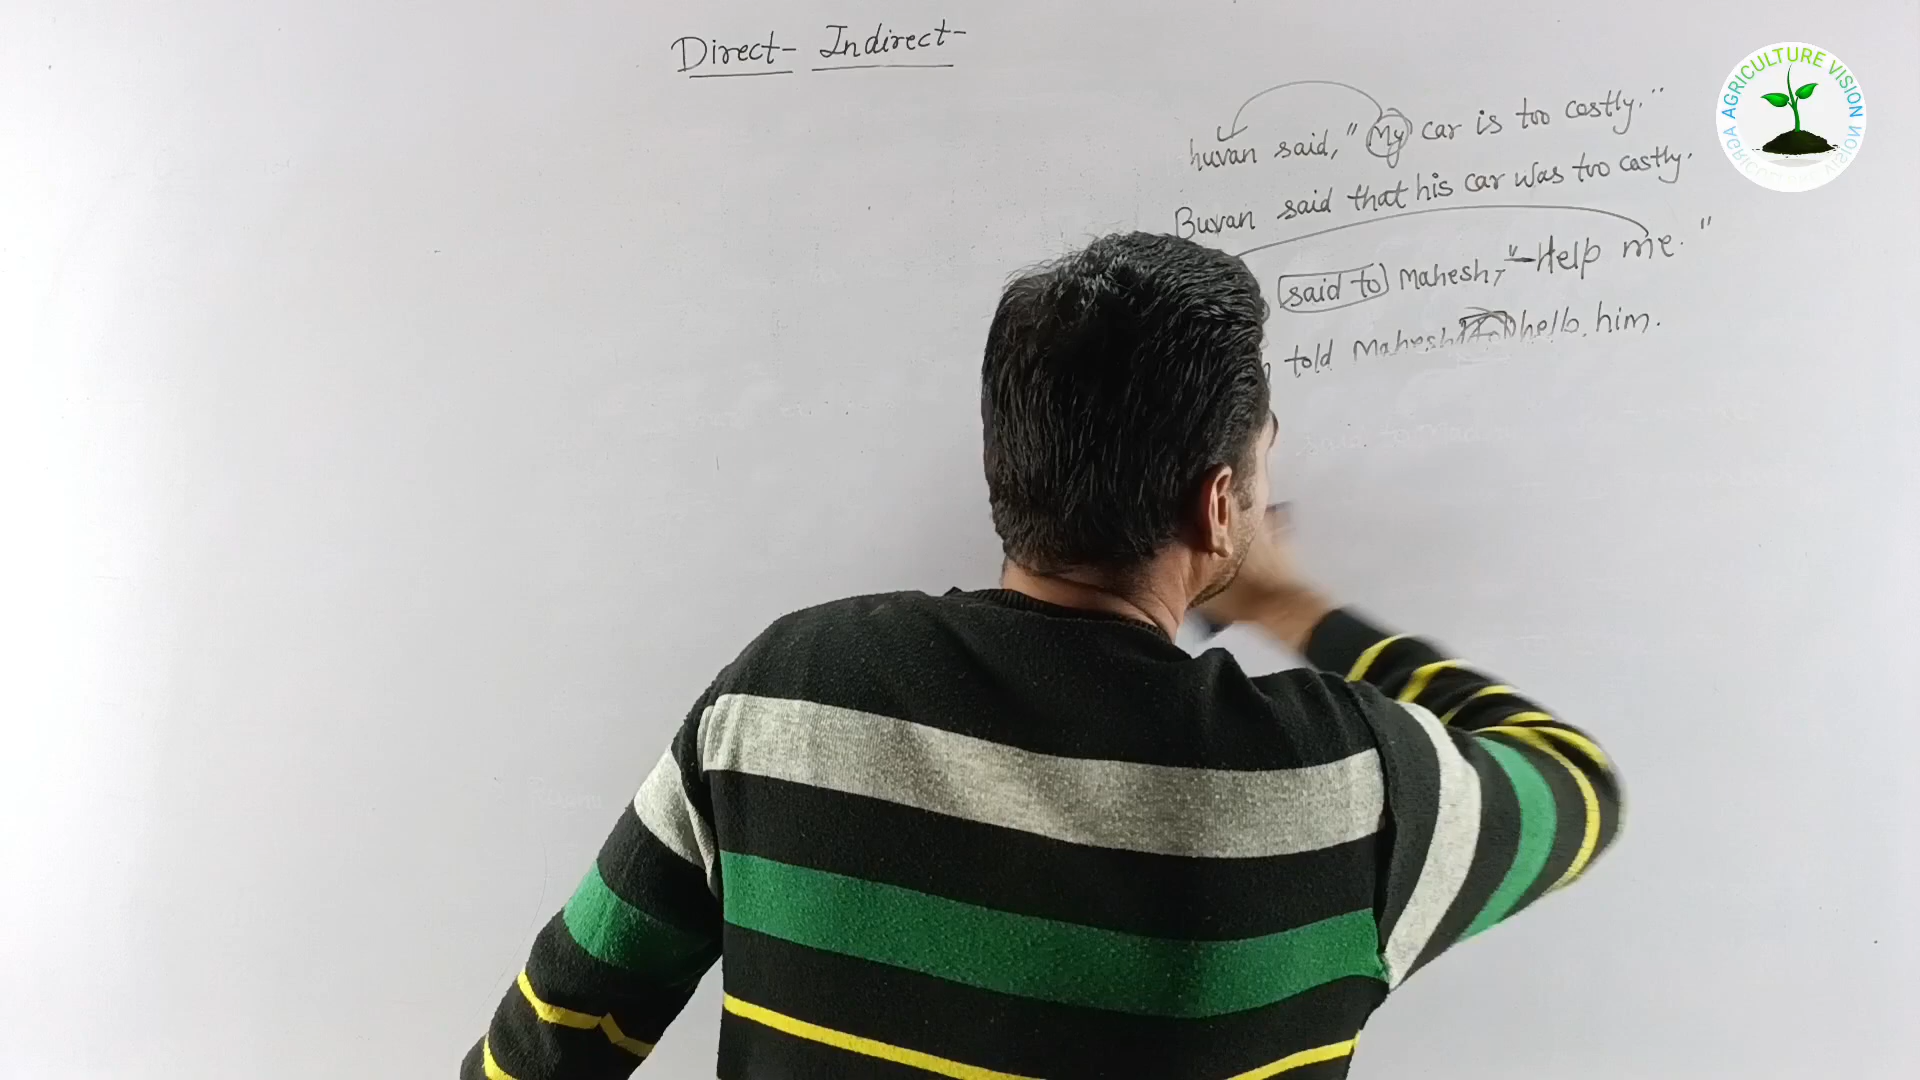 Direct- Indirect-
huvan said, "My car is too costly."
Buvan said that his car was too costly.
said to Mahesh, "Help me."
told Mahesh to help him.
AGRICULTURE VISION